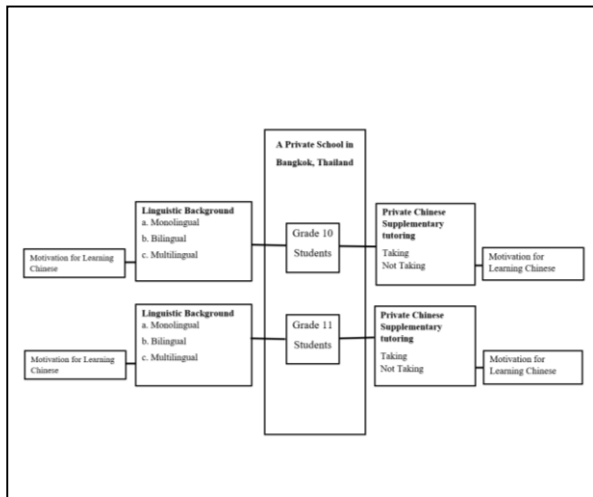 A Private School in
Bangkok, Thailand
Linguistic Background
a. Monolingual
b. Bilingual
c. Multilingual
Motivation for Learning
Chinese
Grade 10
Students
Private Chinese
Supplementary
tutoring
Taking
Not Taking
Motivation for
Learning Chinese
Linguistic Background
a. Monolingual
b. Bilingual
c. Multilingual
Motivation for Learning
Chinese
Grade 11
Students
Private Chinese
Supplementary
tutoring
Taking
Not Taking
Motivation for
Learning Chinese